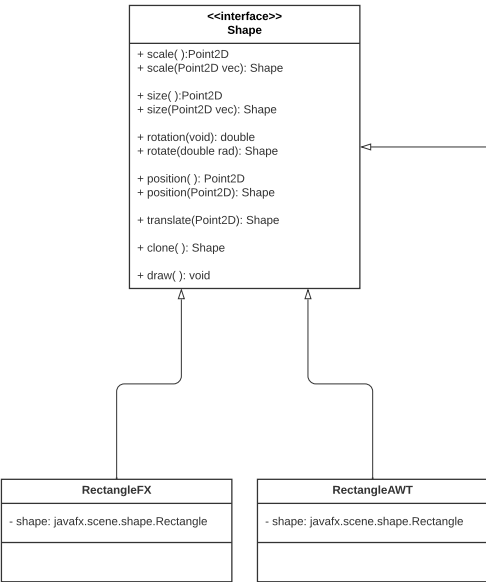 <<interface>>
Shape
+ scale( ):Point2D
+ scale(Point2D vec): Shape
+ size( ):Point2D
+ size(Point2D vec): Shape
+ rotation(void): double
+ rotate(double rad): Shape
+ position( ): Point2D
+ position(Point2D): Shape
+ translate(Point2D): Shape
+ clone( ): Shape
+ draw( ): void
RectangleFX
- shape: javafx.scene.shape.Rectangle
RectangleAWT
- shape: javafx.scene.shape.Rectangle